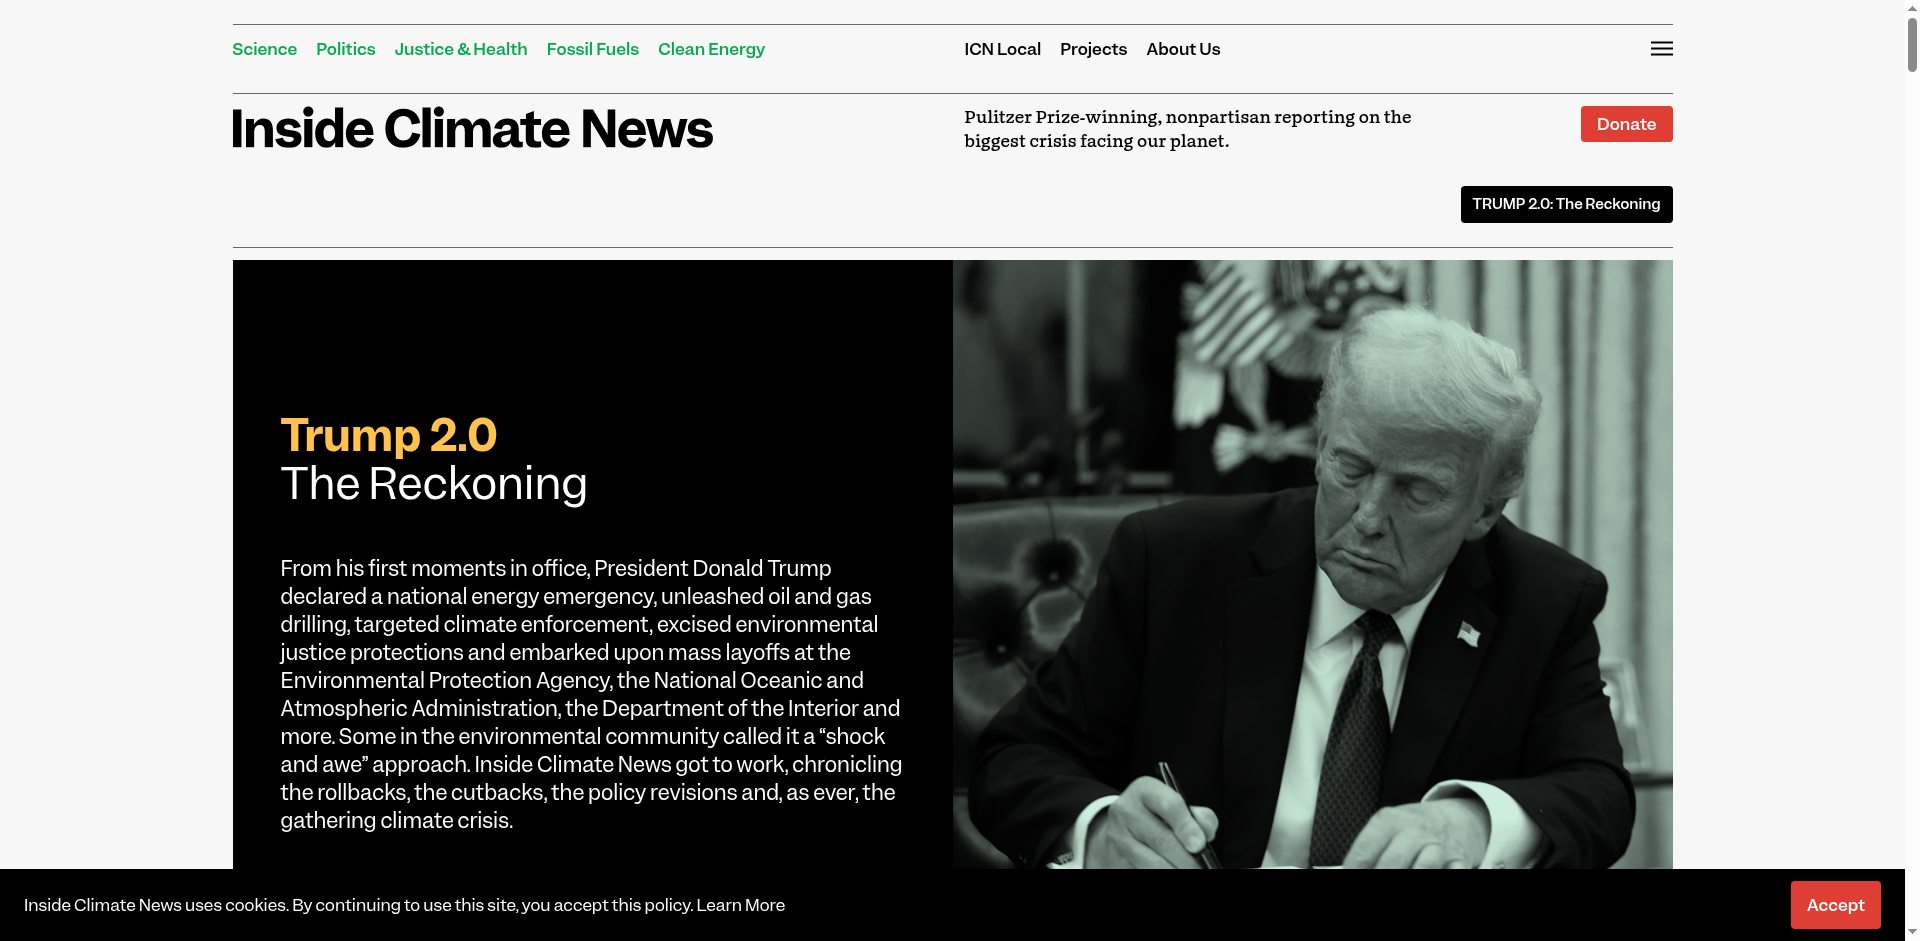 Science Politics Justice & Health Fossil Fuels Clean Energy ICN Local Projects About Us
Inside Climate News
Pulitzer Prize-winning, nonpartisan reporting on the
biggest crisis facing our planet.
Donate
TRUMP 2.0: The Reckoning
Trump 2.0
The Reckoning
From his first moments in office, President Donald Trump
declared a national energy emergency, unleashed oil and gas
drilling, targeted climate enforcement, excised environmental
justice protections and embarked upon mass layoffs at the
Environmental Protection Agency, the National Oceanic and
Atmospheric Administration, the Department of the Interior and
more. Some in the environmental community called it a “shock
and awe” approach. Inside Climate News got to work, chronicling
the rollbacks, the cutbacks, the policy revisions and, as ever, the
gathering climate crisis.
Inside Climate News uses cookies. By continuing to use this site, you accept this policy. Learn More
Accept